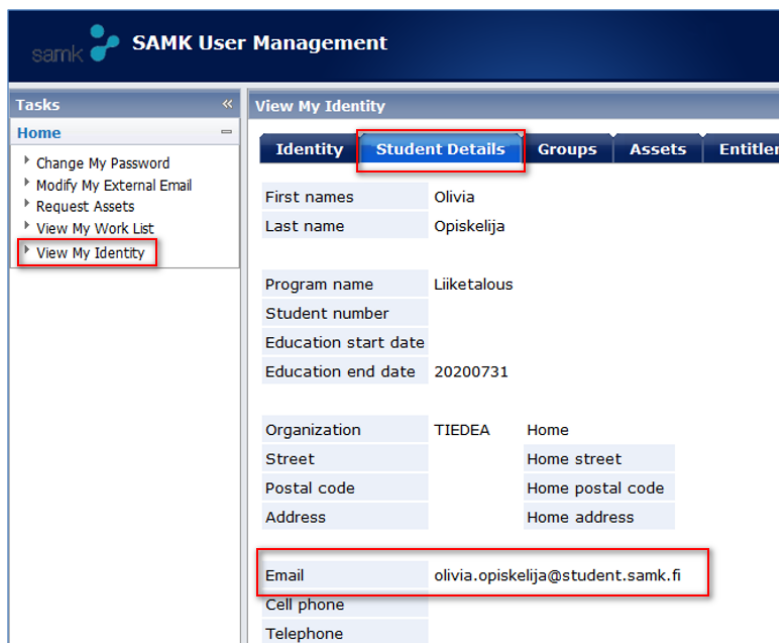 samk SAMK User Management
Tasks «
Home
Change My Password
Modify My External Email
Request Assets
View My Work List
View My Identity
View My Identity
Identity Student Details Groups Assets Entitler
First names Olivia
Last name Opiskelija
Program name Liiketalous
Student number
Education start date
Education end date 20200731
Organization TIEDEA Home
Street Home street
Postal code Home postal code
Address Home address
Email olivia.opiskelija@student.samk.fi
Cell phone
Telephone